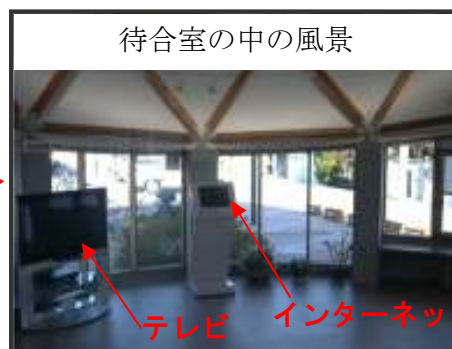 待合室の中の風景
テレビ
インターネッ